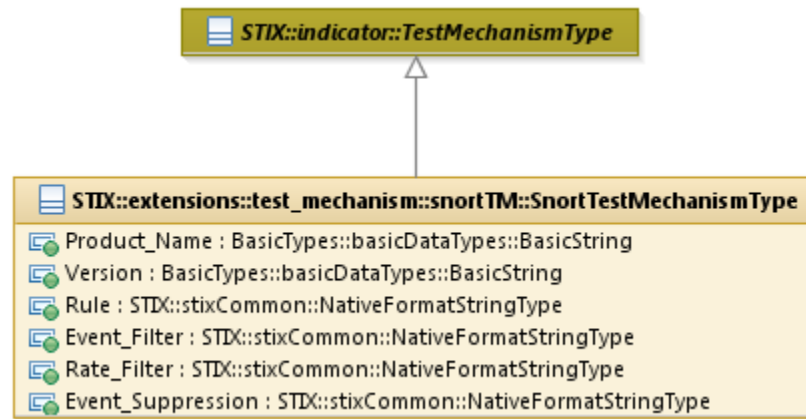 STIX::indicator::TestMechanismType
STIX::extensions::test_mechanism::snortTM::SnortTestMechanismType
Product_Name : BasicTypes::basicDataTypes::BasicString
Version : BasicTypes::basicDataTypes::BasicString
Rule : STIX::stixCommon::NativeFormatStringType
Event_Filter : STIX::stixCommon::NativeFormatStringType
Rate_Filter : STIX::stixCommon::NativeFormatStringType
Event_Suppression : STIX::stixCommon::NativeFormatStringType